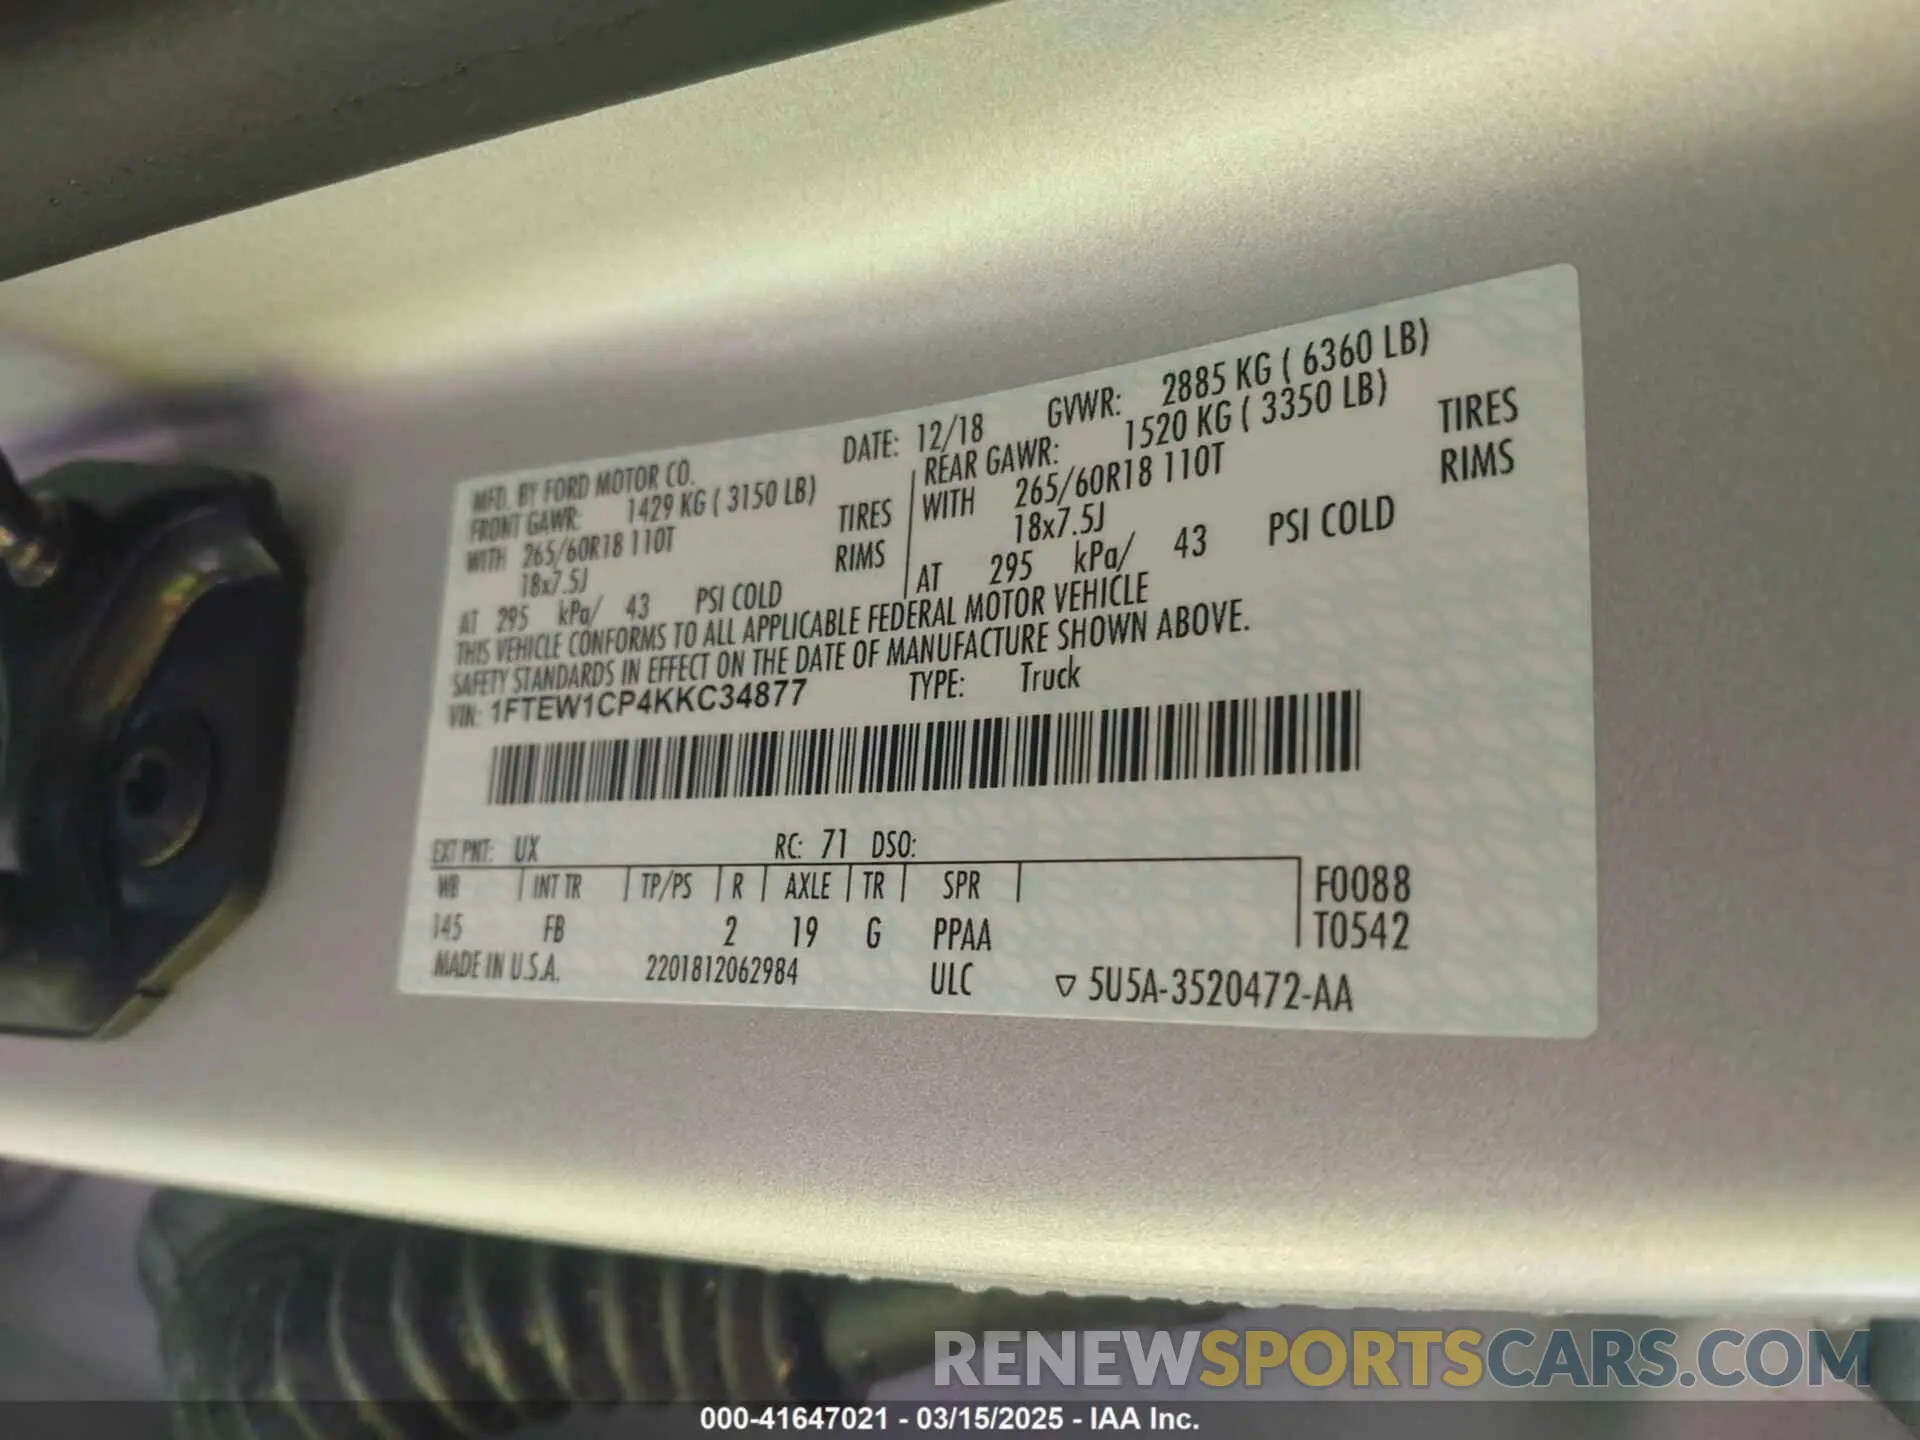 MFD. BY FORD MOTOR CO. DATE: 12/18 GVWR: 2885 KG ( 6360 LB)
FRONT GAWR: 1429 KG ( 3150 LB) REAR GAWR: 1520 KG ( 3350 LB)
WITH 265/60R18 110T TIRES WITH 265/60R18 110T TIRES
18x7.5J RIMS 18x7.5J RIMS
AT 295 kPa/ 43 PSI COLD AT 295 kPa/ 43 PSI COLD
THIS VEHICLE CONFORMS TO ALL APPLICABLE FEDERAL MOTOR VEHICLE
SAFETY STANDARDS IN EFFECT ON THE DATE OF MANUFACTURE SHOWN ABOVE.
VIN: 1FTEW1CP4KKC34877 TYPE: Truck
EXT PNT: UX RC: 71 DSO:
WB INT TR TP/PS R AXLE TR SPR F0088
145 FB 2 19 G PPAA T0542
MADE IN U.S.A. 2201812062984 ULC ▽ 5U5A-3520472-AA
RENEWSPORTSCARS.COM
000-41647021 - 03/15/2025 - IAA Inc.